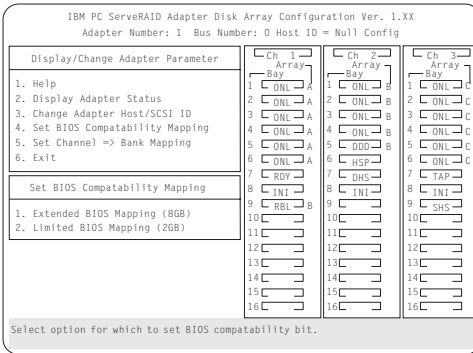 IBM PC ServeRAID Adapter Disk Array Configuration Ver. 1.XX
Adapter Number: 1 Bus Number: 0 Host ID = Null Config
Display/Change Adapter Parameter
1. Help
2. Display Adapter Status
3. Change Adapter Host/SCSI ID
4. Set BIOS Compatability Mapping
5. Set Channel => Bank Mapping
6. Exit
Set BIOS Compatability Mapping
1. Extended BIOS Mapping (8GB)
2. Limited BIOS Mapping (2GB)
Ch 1
Array
Bay
1 ONL A
2 ONL A
3 ONL A
4 ONL A
5 ONL A
6 ONL A
7 RDY
8 INI
9 RBL B
10
11
12
13
14
15
16
Ch 2
Array
Bay
1 ONL B
2 ONL B
3 ONL B
4 ONL B
5 DDD B
6 HSP
7 DHS
8 INI
9
10
11
12
13
14
15
16
Ch 3
Array
Bay
1 ONL C
2 ONL C
3 ONL C
4 ONL C
5 ONL C
6 ONL C
7 TAP
8 INI
9 SHS
10
11
12
13
14
15
16
Select option for which to set BIOS compatability bit.